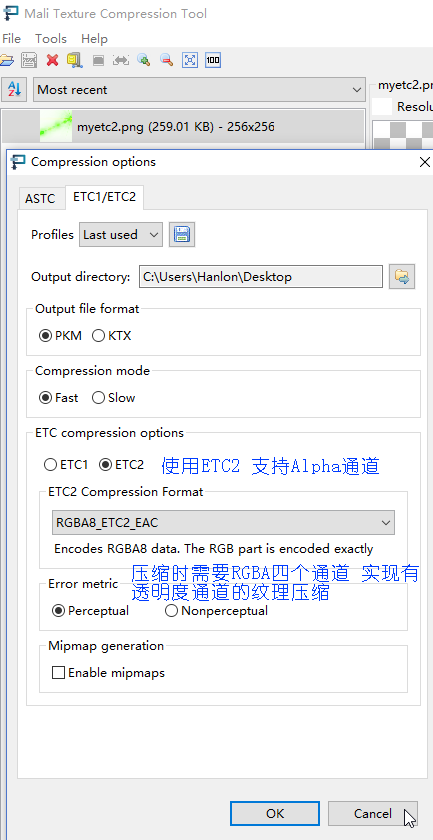 Mali Texture Compression Tool
File Tools Help
100
AZ Most recent
myetc2.pn
Resolu
myetc2.png (259.01 KB) - 256x256
Compression options
ASTC ETC1/ETC2
Profiles Last used
Output directory: C:\Users\Hanlon\Desktop
Output file format
PKM KTX
Compression mode
Fast Slow
ETC compression options
ETC1 ETC2 使用ETC2 支持Alpha通道
ETC2 Compression Format
RGBA8_ETC2_EAC
Encodes RGBA8 data. The RGB part is encoded exactly
压缩时需要RGBA四个通道 实现有
Error metric 透明度通道的纹理压缩
Perceptual Nonperceptual
Mipmap generation
Enable mipmaps
OK Cancel